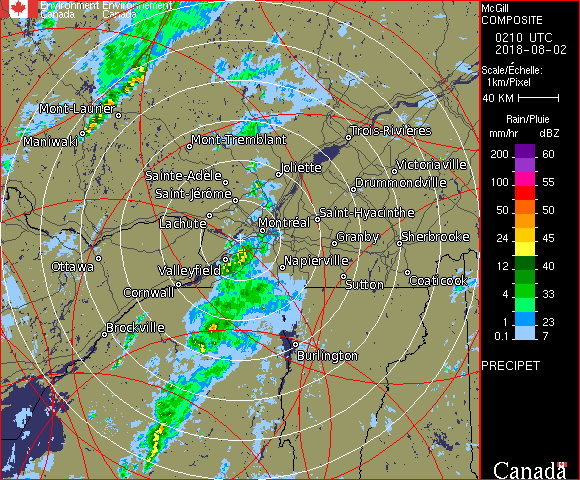 Environment Environnement
Canada Canada
McGill
COMPOSITE
0210 UTC
2018-08-02
Scale/Échelle:
1km/Pixel
40 KM
Rain/Pluie
mm/hr dBZ
200 60
100 55
50 50
24 45
12 40
4 33
1 23
0.1 7
PRECIPET
Canada
Mont-Laurier
Maniwaki
Mont-Tremblant
Trois-Rivières
Joliette
Victoriaville
Sainte-Adèle
Drummondville
Saint-Jérôme
Saint-Hyacinthe
Lachute
Montréal
Granby
Sherbrooke
Ottawa
Valleyfield
Napierville
Sutton
Coaticook
Cornwall
Brockville
Burlington